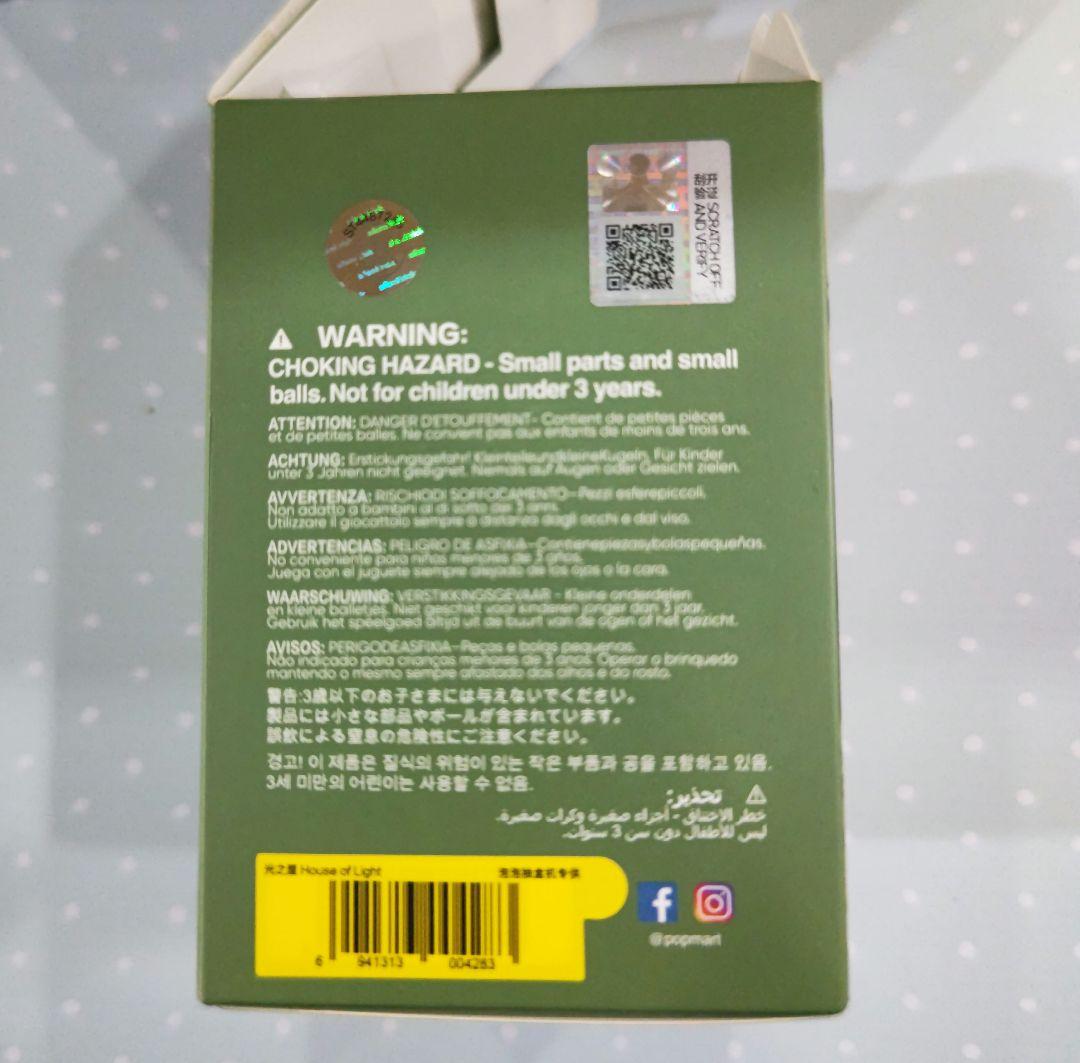 开箱 SCRATCH OFF
AND VERIFY
WARNING:
CHOKING HAZARD - Small parts and small
balls. Not for children under 3 years.
ATTENTION: DANGER D'ETOUFFEMENT- Contient de petites pièces
et de petites balles. Ne convent pas aux enfants de moins de trois ans.
ACHTUNG: Erstickungsgefahr! KleinteileundkleineKugeln. Für Kinder
unter 3 Jahren nicht geeignet. Niemals auf Augen oder Gesicht zielen.
AVVERTENZA: RISCHIODI SOFFOCAMENTO-Pezzi esferepiccoli.
Non adatto a bambini al di sotto dei 3 anni.
Utilizzare il giocattolo sempre a distanza dagli occhi e dal viso.
ADVERTENCIAS: PELIGRO DE ASFIXIA-Contienepiezasybolaspequeñas.
No conveniente para niños menores de 3 años.
Juega con el juguete siempre alejado de los ojos o la cara.
WAARSCHUWING: VERSTIKKINGSGEVAAR - Kleine onderdelen
en kleine balletjes. Niet geschikt voor kinderen jonger dan 3 jaar.
Gebruik het speelgoed altijd uit de buurt van de ogen of het gezicht.
AVISOS: PERIGODEASFIXIA-Peças e bolas pequenas.
Não indicado para crianças menores de 3 anos. Operar o brinquedo
mantendo o mesmo sempre afastado dos olhos e do rosto.
警告:3歳以下のお子さまには与えないでください。
製品には小さな部品やボールが含まれています。
誤飲による窒息の危険性にご注意ください。
경고! 이 제품은 질식의 위험이 있는 작은 부품과 공을 포함하고 있음.
3세 미만의 어린이는 사용할 수 없음.
تحذير:
خطر الإختناق - أجزاء صغيرة وكرات صغيرة.
ليس للأطفال دون سن 3 سنوات.
光之屋 House of Light 泡泡抽盒机专供
6 941313 004283
@popmart